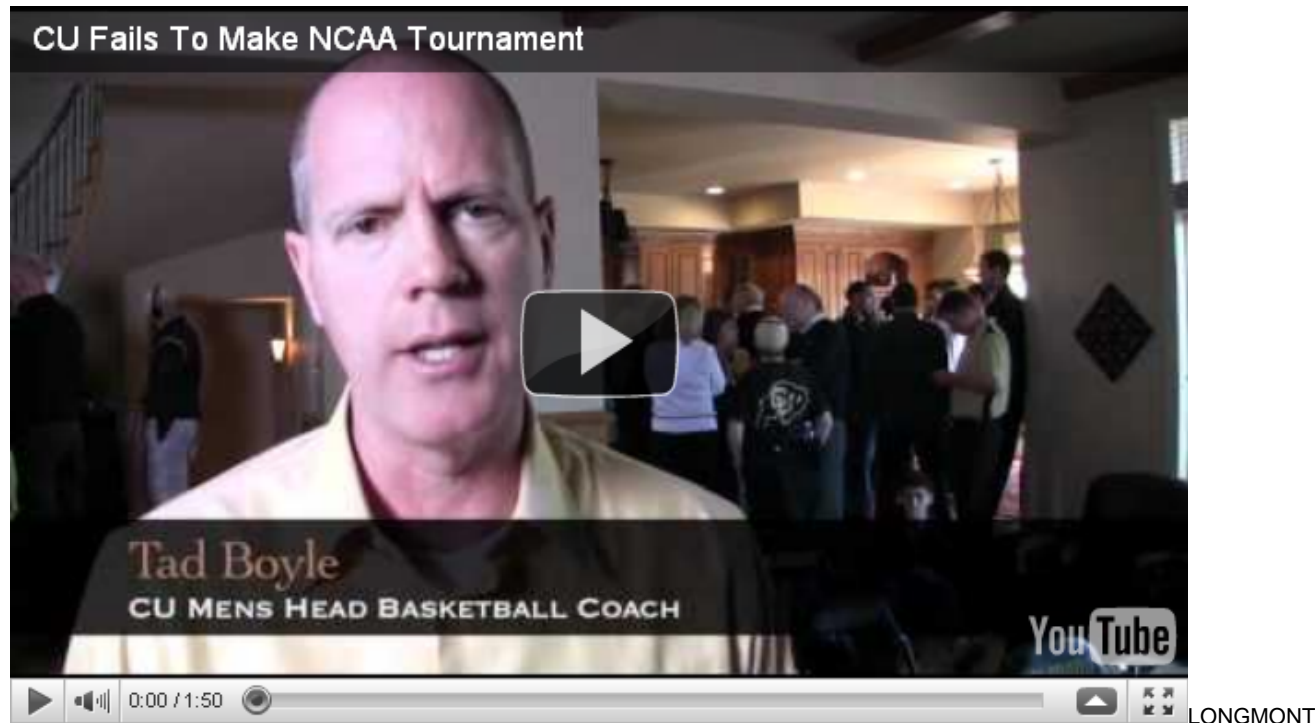 CU Fails To Make NCAA Tournament
Tad Boyle
CU MENS HEAD BASKETBALL COACH
YouTube
0:00 / 1:50
LONGMONT